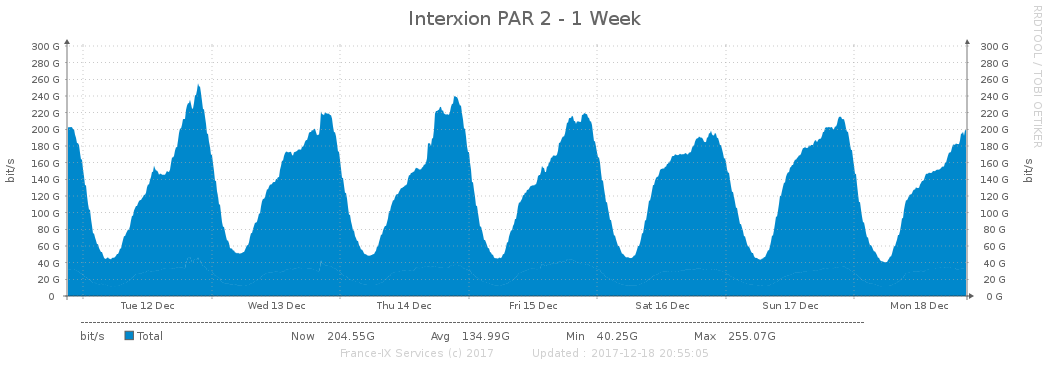 Interxion PAR 2 - 1 Week
RRDTOOL / TOBI OETIKER
bit/s
300 G 300 G
280 G 280 G
260 G 260 G
240 G 240 G
220 G 220 G
200 G 200 G
180 G 180 G
160 G 160 G
140 G 140 G
120 G 120 G
100 G 100 G
80 G 80 G
60 G 60 G
40 G 40 G
20 G 20 G
0 0 G
bit/s
Tue 12 Dec Wed 13 Dec Thu 14 Dec Fri 15 Dec Sat 16 Dec Sun 17 Dec Mon 18 Dec
bit/s Total Now 204.55G Avg 134.99G Min 40.25G Max 255.07G
France-IX Services (c) 2017 Updated : 2017-12-18 20:55:05